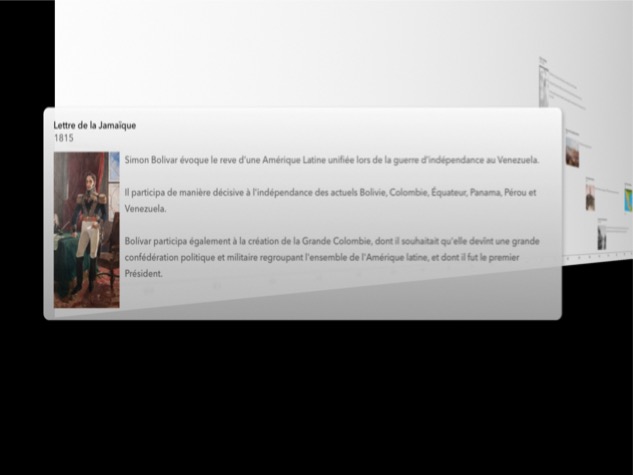 Lettre de la Jamaïque
1815
Simon Bolivar évoque le reve d'une Amérique Latine unifiée lors de la guerre d'indépendance au Venezuela.
Il participa de manière décisive à l'indépendance des actuels Bolivie, Colombie, Équateur, Panama, Pérou et
Venezuela.
Bolívar participa également à la création de la Grande Colombie, dont il souhaitait qu'elle devînt une grande
confédération politique et militaire regroupant l'ensemble de l'Amérique latine, et dont il fut le premier
Président.